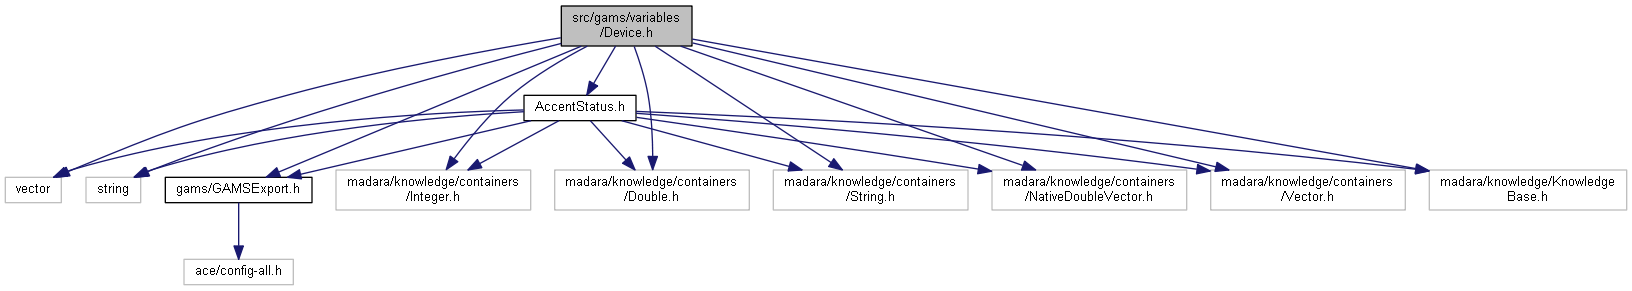 src/gams/variables
/Device.h
AccentStatus.h
vector
string
gams/GAMSExport.h
madara/knowledge/containers
/Integer.h
madara/knowledge/containers
/Double.h
madara/knowledge/containers
/String.h
madara/knowledge/containers
/NativeDoubleVector.h
madara/knowledge/containers
/Vector.h
madara/knowledge/Knowledge
Base.h
ace/config-all.h